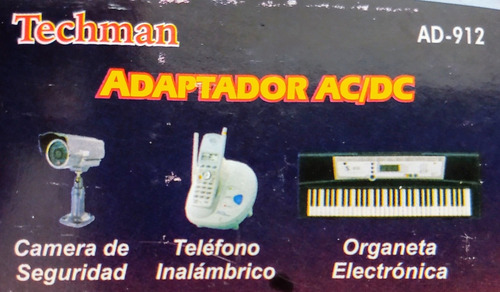 Techman
AD-912
ADAPTADOR AC/DC
Camera de
Seguridad
Teléfono
Inalámbrico
Organeta
Electrónica